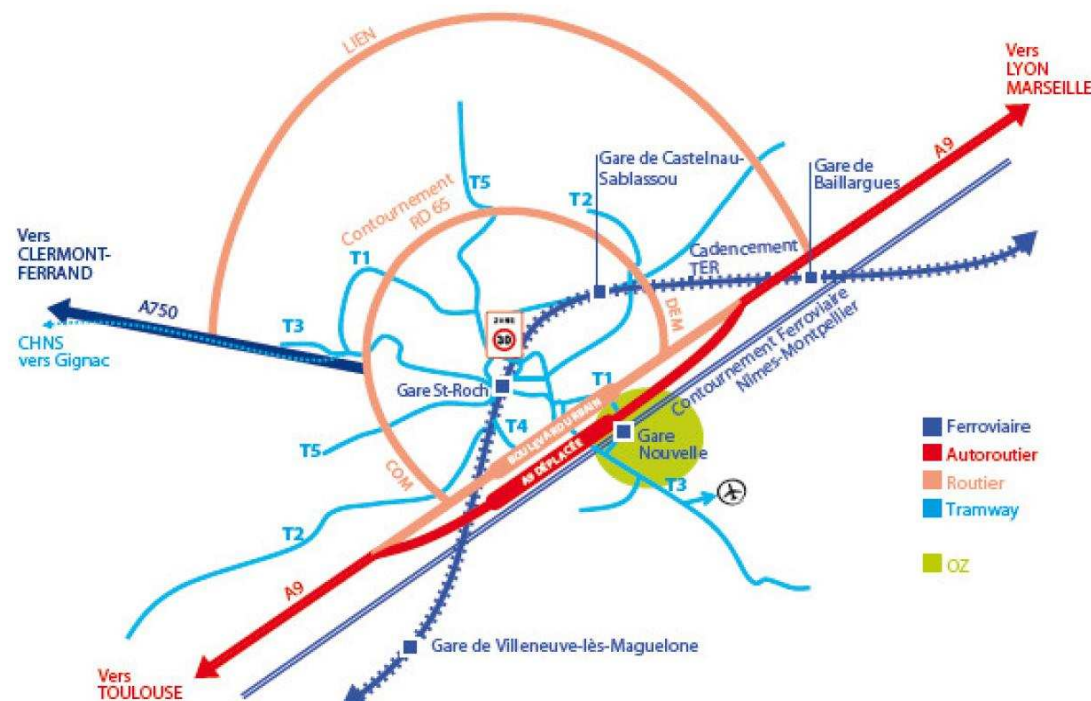 LIEN
Vers
LYON
MARSEILLE
A9
Gare de Castelnau-
Sablassou
Gare de
Baillargues
T5
T2
Contournement
RD 65
Vers
CLERMONT-
FERRAND
T1
Cadencement
TER
A750
DEM
ZONE
30
T3
CHNS
vers Gignac
Contournement Ferroviaire
Nîmes-Montpellier
Gare St-Roch
T1
BOULEVARD URBAIN
T4
A9 DÉPLACÉE
Gare
Nouvelle
T5
COM
T3
T2
Ferroviaire
Autoroutier
Routier
Tramway
OZ
A9
Gare de Villeneuve-lès-Maguelone
Vers
TOULOUSE